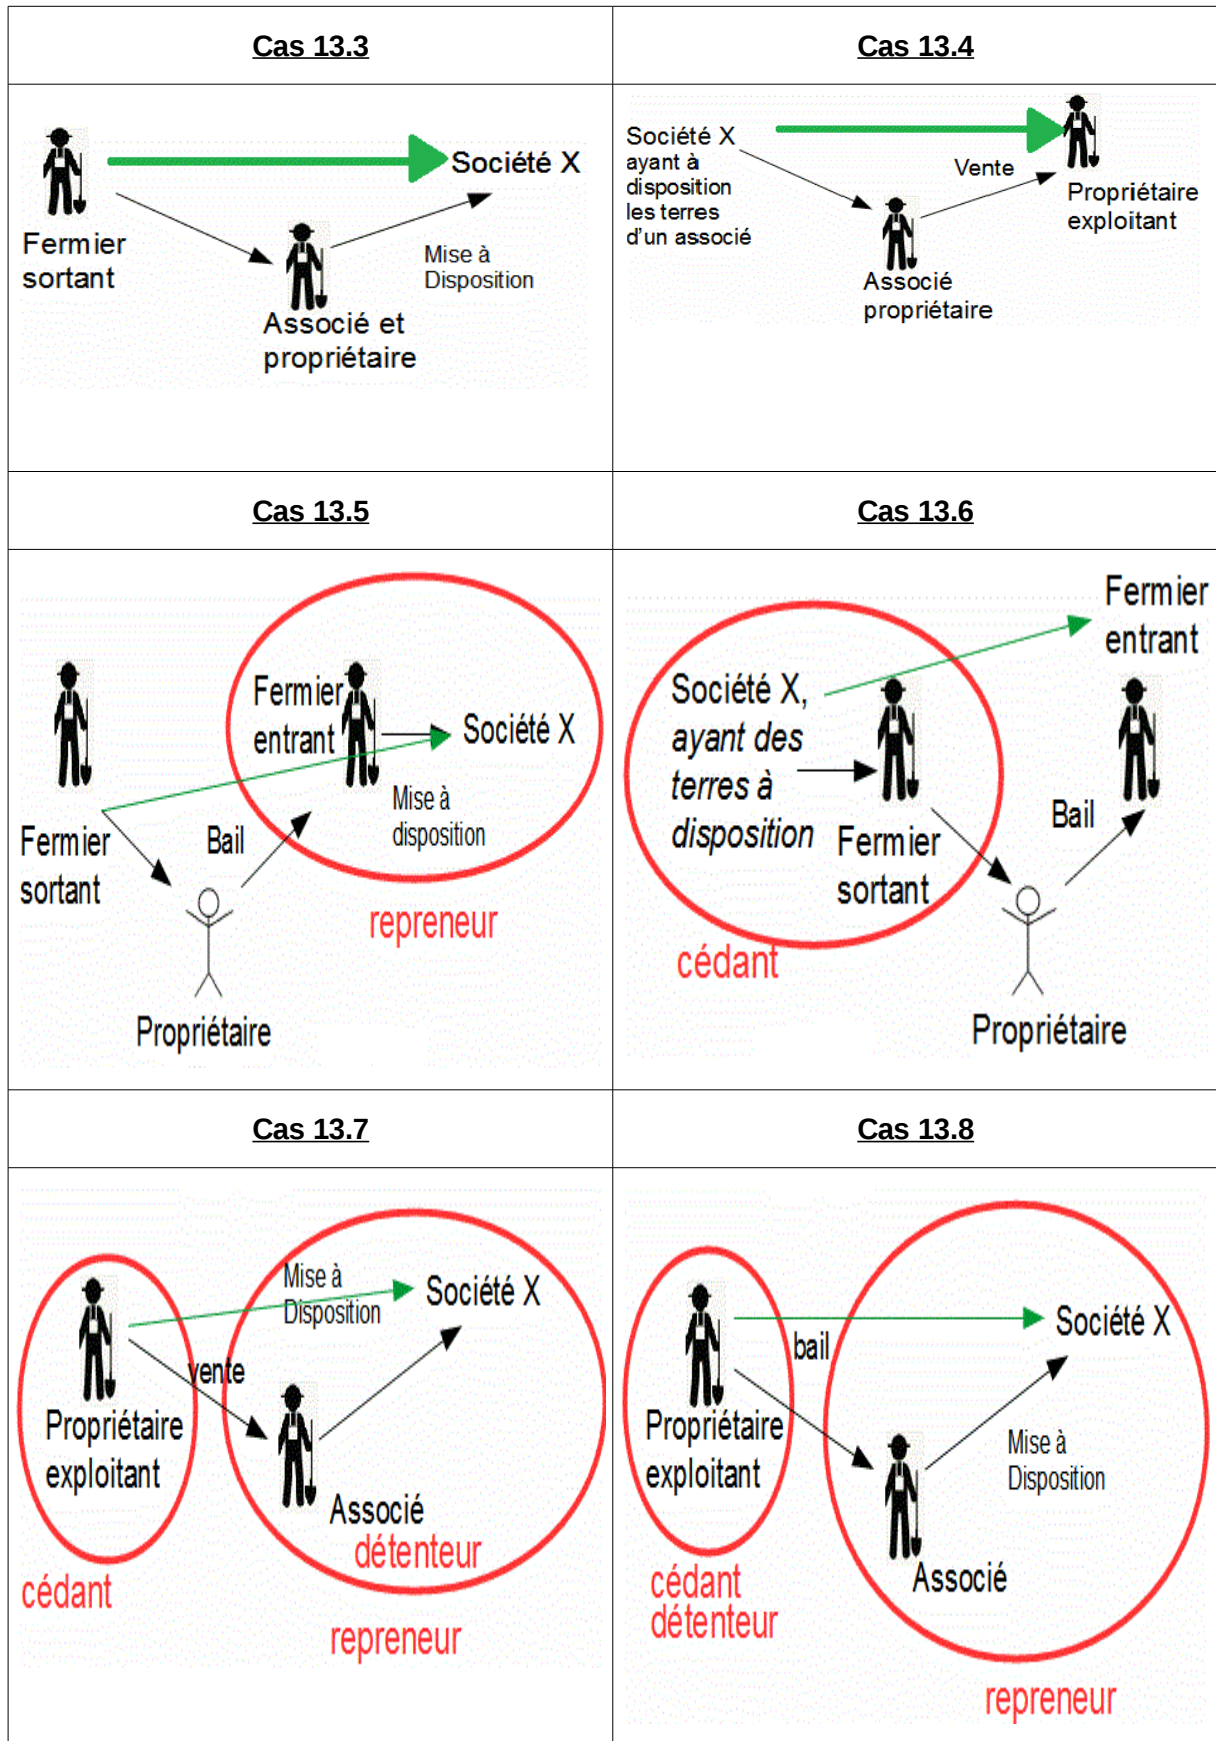 Cas 13.3
Cas 13.4
Fermier
sortant
Société X
Mise à
Disposition
Associé et
propriétaire
Société X
ayant à
disposition
les terres
d'un associé
Vente
Propriétaire
exploitant
Associé
propriétaire
Cas 13.5
Cas 13.6
Fermier
entrant
Société X
Mise à
disposition
Fermier
sortant
Bail
repreneur
Propriétaire
Fermier
entrant
Société X,
ayant des
terres à
disposition
Fermier
sortant
Bail
cédant
Propriétaire
Cas 13.7
Cas 13.8
Mise à
Disposition
Société X
vente
Propriétaire
exploitant
Associé
détenteur
cédant
repreneur
Société X
bail
Propriétaire
exploitant
Mise à
Disposition
Associé
cédant
détenteur
repreneur